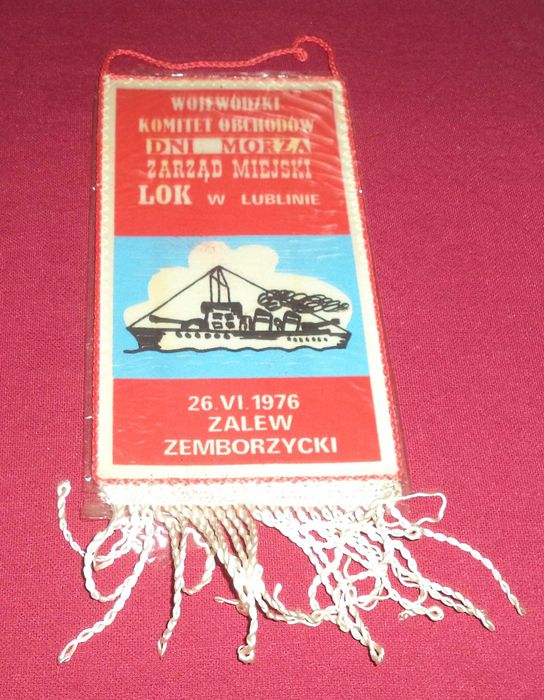 WOJEWÓDZKI
KOMITET OBCHODÓW
DNI MORZA
ZARZĄD MIEJSKI
LOK W LUBLINIE
26.VI.1976
ZALEW
ZEMBORZYCKI